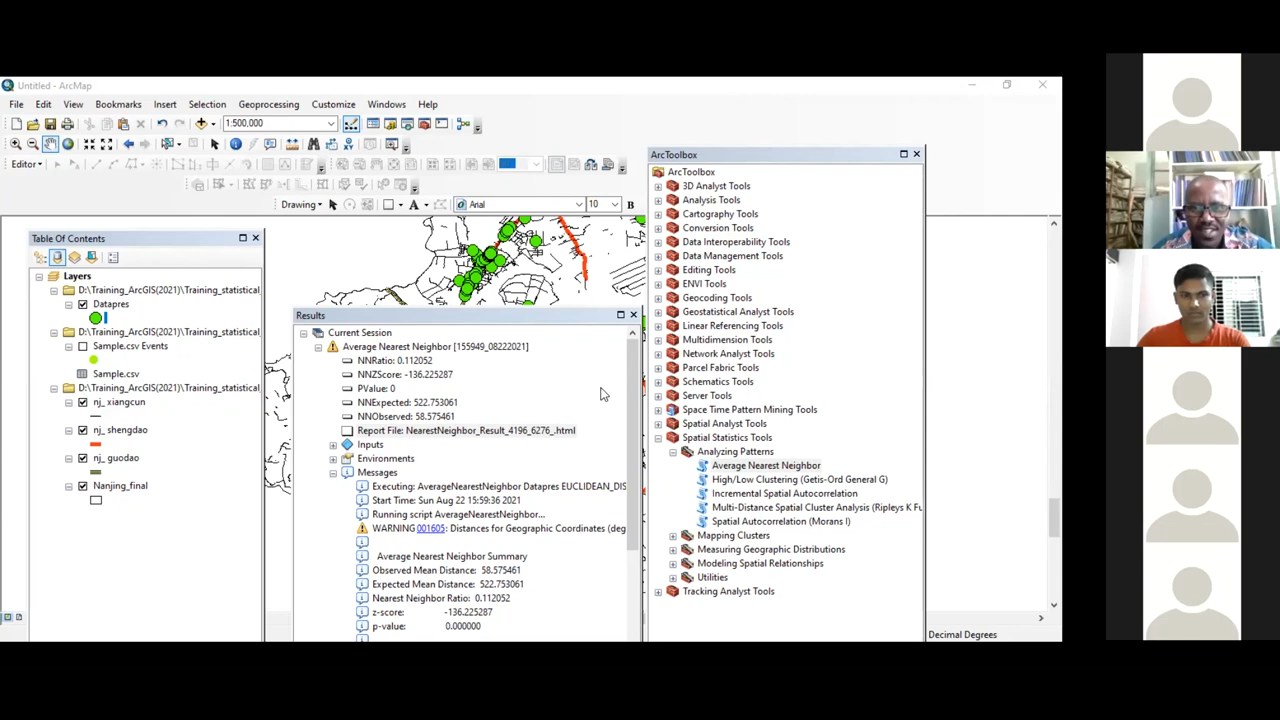 Untitled - ArcMap
File Edit View Bookmarks Insert Selection Geoprocessing Customize Windows Help
1:500,000
Editor
Drawing
Arial
10
B
Table Of Contents
Layers
D:\Training_ArcGIS(2021)\Training_statistical_
Datapres
D:\Training_ArcGIS(2021)\Training_statistical_
Sample.csv Events
Sample.csv
D:\Training_ArcGIS(2021)\Training_statistical_
nj_ xiangcun
nj_ shengdao
nj_ guodao
Nanjing_final
Results
Current Session
Average Nearest Neighbor [155949_08222021]
NNRatio: 0.112052
NNZScore: -136.225287
PValue: 0
NNExpected: 522.753061
NNObserved: 58.575461
Report File: NearestNeighbor_Result_4196_6276_.html
Inputs
Environments
Messages
Executing: AverageNearestNeighbor Datapres EUCLIDEAN_DIS
Start Time: Sun Aug 22 15:59:36 2021
Running script AverageNearestNeighbor...
WARNING 001605: Distances for Geographic Coordinates (deg
Average Nearest Neighbor Summary
Observed Mean Distance: 58.575461
Expected Mean Distance: 522.753061
Nearest Neighbor Ratio: 0.112052
z-score: -136.225287
p-value: 0.000000
ArcToolbox
ArcToolbox
3D Analyst Tools
Analysis Tools
Cartography Tools
Conversion Tools
Data Interoperability Tools
Data Management Tools
Editing Tools
ENVI Tools
Geocoding Tools
Geostatistical Analyst Tools
Linear Referencing Tools
Multidimension Tools
Network Analyst Tools
Parcel Fabric Tools
Schematics Tools
Server Tools
Space Time Pattern Mining Tools
Spatial Analyst Tools
Spatial Statistics Tools
Analyzing Patterns
Average Nearest Neighbor
High/Low Clustering (Getis-Ord General G)
Incremental Spatial Autocorrelation
Multi-Distance Spatial Cluster Analysis (Ripleys K Fu
Spatial Autocorrelation (Morans I)
Mapping Clusters
Measuring Geographic Distributions
Modeling Spatial Relationships
Utilities
Tracking Analyst Tools
Decimal Degrees